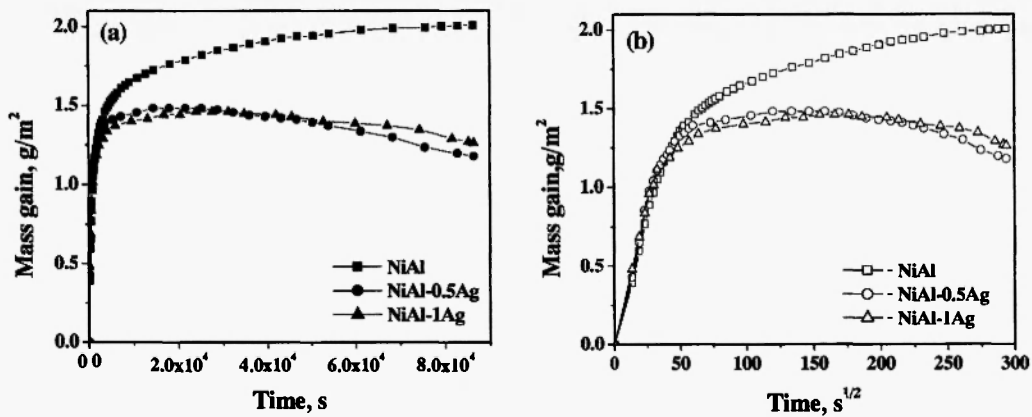 (a)
Mass gain, g/m²
2.0
1.5
1.0
0.5
0.0
NiAl
NiAl-0.5Ag
NiAl-1Ag
0 0
2.0x10⁴
4.0x10⁴
6.0x10⁴
8.0x10⁴
Time, s
(b)
Mass gain,g/m²
2.0
1.5
1.0
0.5
0.0
NiAl
NiAl-0.5Ag
NiAl-1Ag
0
50
100
150
200
250
300
Time, s^1/2